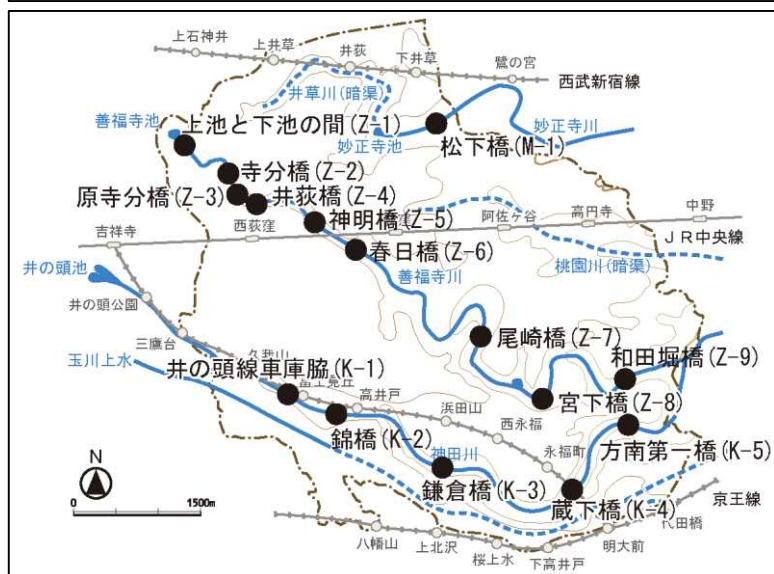 上石神井
上井草
井荻
下井草
鷺の宮
西武新宿線
井草川(暗渠)
善福寺池
上池と下池の間(Z-1)
妙正寺池
妙正寺川
松下橋(M-1)
寺分橋(Z-2)
原寺分橋(Z-3)
井荻橋(Z-4)
神明橋(Z-5)
吉祥寺
西荻窪
窪
阿佐ヶ谷
高円寺
中野
JR中央線
春日橋(Z-6)
桃園川(暗渠)
井の頭池
善福寺川
井の頭公園
三鷹台
尾崎橋(Z-7)
和田堀橋(Z-9)
玉川上水
久我山
井の頭線車庫脇(K-1)
富士見丘
高井戸
宮下橋(Z-8)
浜田山
西永福
錦橋(K-2)
方南第一橋(K-5)
永福町
神田川
鎌倉橋(K-3)
蔵下橋(K-4)
京王線
N
0
1500m
代田橋
八幡山
上北沢
桜上水
下高井戸
明大前